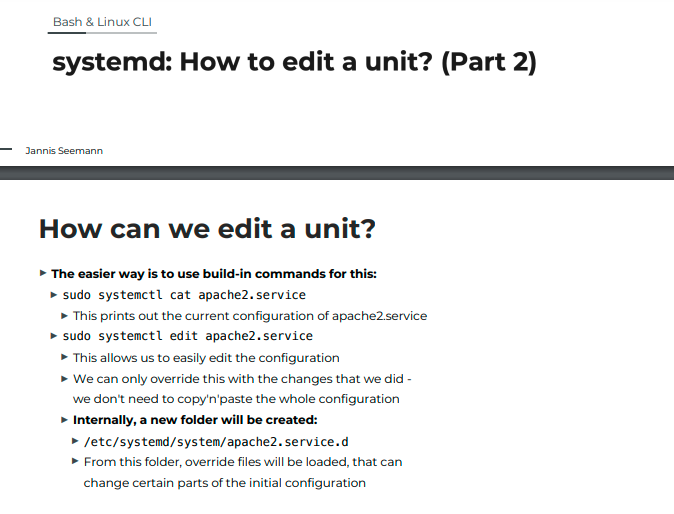 Bash & Linux CLI
systemd: How to edit a unit? (Part 2)
Jannis Seemann
How can we edit a unit?
The easier way is to use build-in commands for this:
sudo systemctl cat apache2.service
This prints out the current configuration of apache2.service
sudo systemctl edit apache2.service
This allows us to easily edit the configuration
We can only override this with the changes that we did -
we don't need to copy'n'paste the whole configuration
Internally, a new folder will be created:
/etc/systemd/system/apache2.service.d
From this folder, override files will be loaded, that can
change certain parts of the initial configuration